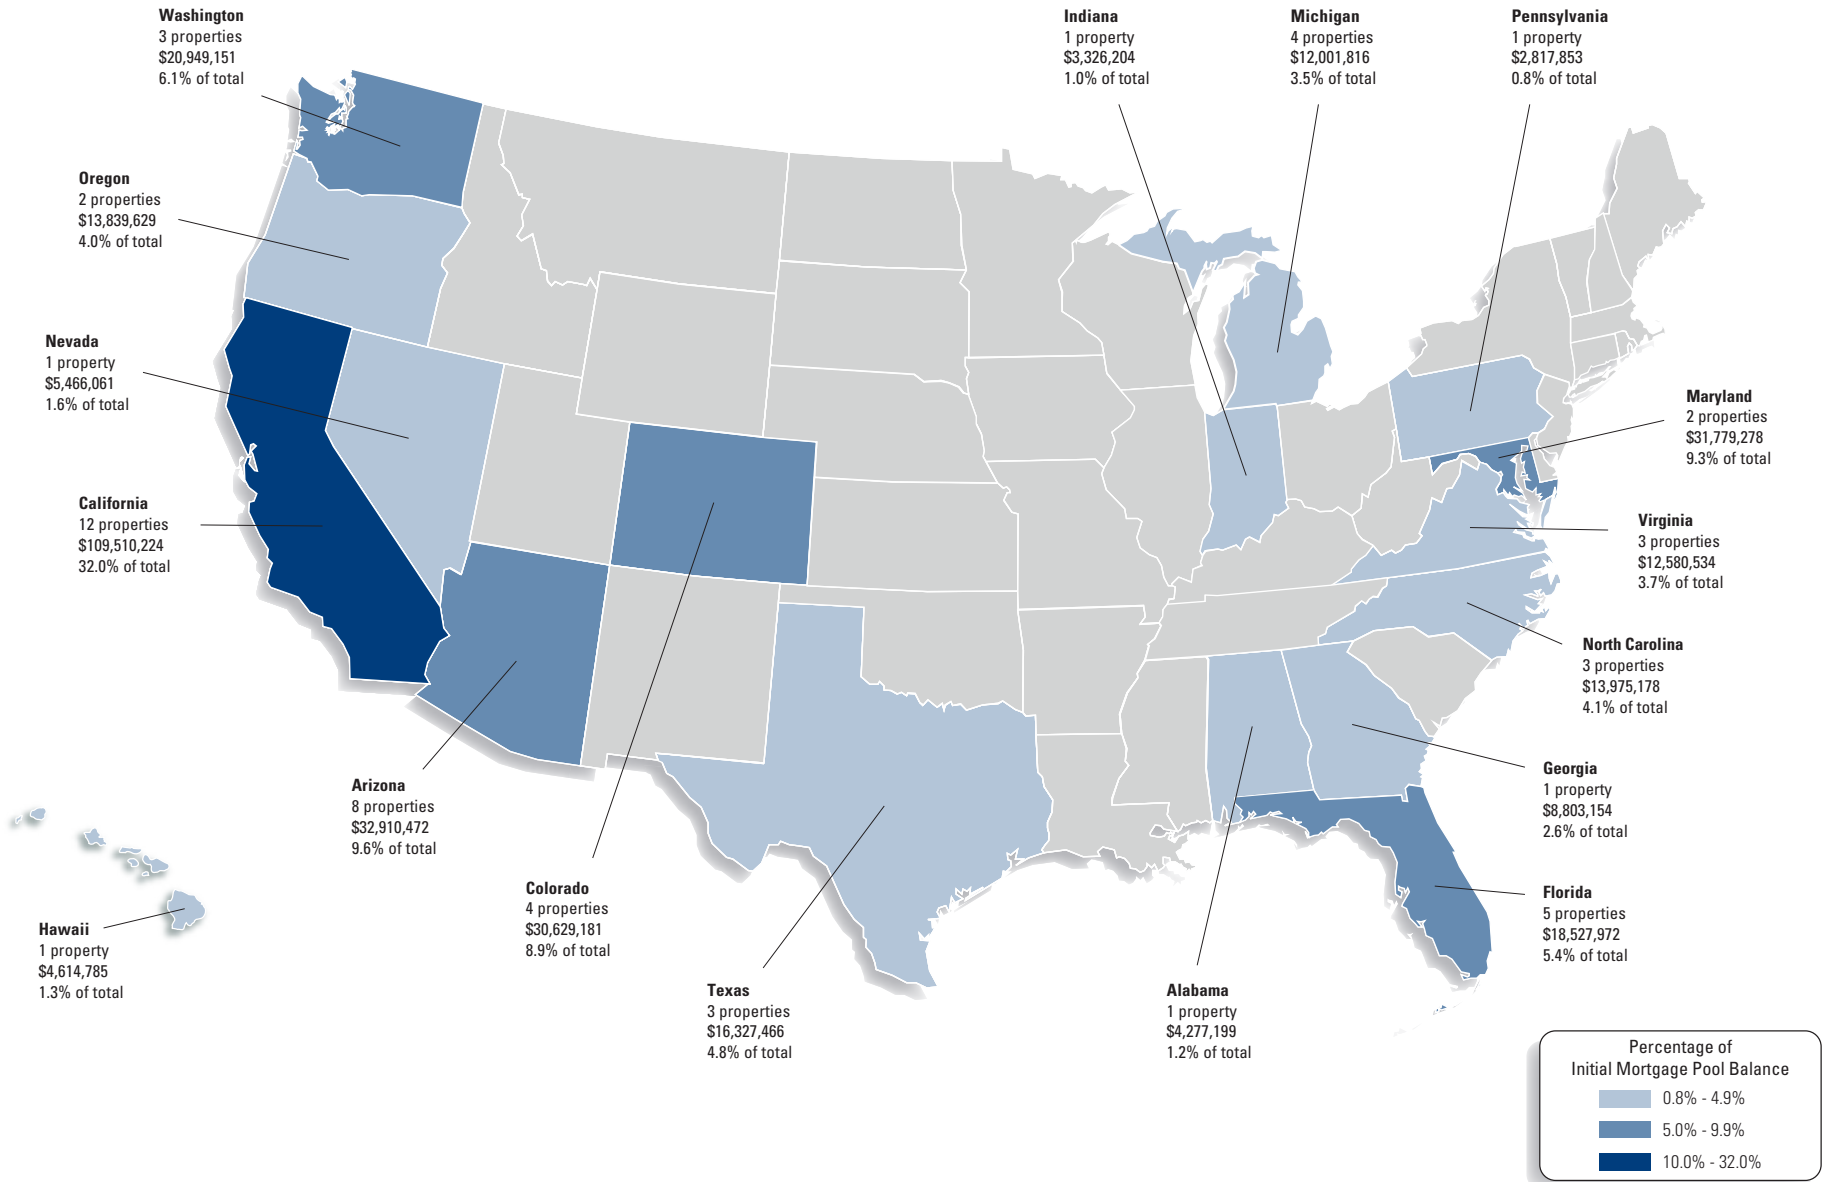 Washington
3 properties
$20,949,151
6.1% of total
Indiana
1 property
$3,326,204
1.0% of total
Michigan
4 properties
$12,001,816
3.5% of total
Pennsylvania
1 property
$2,817,853
0.8% of total
Oregon
2 properties
$13,839,629
4.0% of total
Nevada
1 property
$5,466,061
1.6% of total
Maryland
2 properties
$31,779,278
9.3% of total
California
12 properties
$109,510,224
32.0% of total
Virginia
3 properties
$12,580,534
3.7% of total
North Carolina
3 properties
$13,975,178
4.1% of total
Georgia
1 property
$8,803,154
2.6% of total
Arizona
8 properties
$32,910,472
9.6% of total
Colorado
4 properties
$30,629,181
8.9% of total
Florida
5 properties
$18,527,972
5.4% of total
Hawaii
1 property
$4,614,785
1.3% of total
Texas
3 properties
$16,327,466
4.8% of total
Alabama
1 property
$4,277,199
1.2% of total
Percentage of
Initial Mortgage Pool Balance
0.8% - 4.9%
5.0% - 9.9%
10.0% - 32.0%